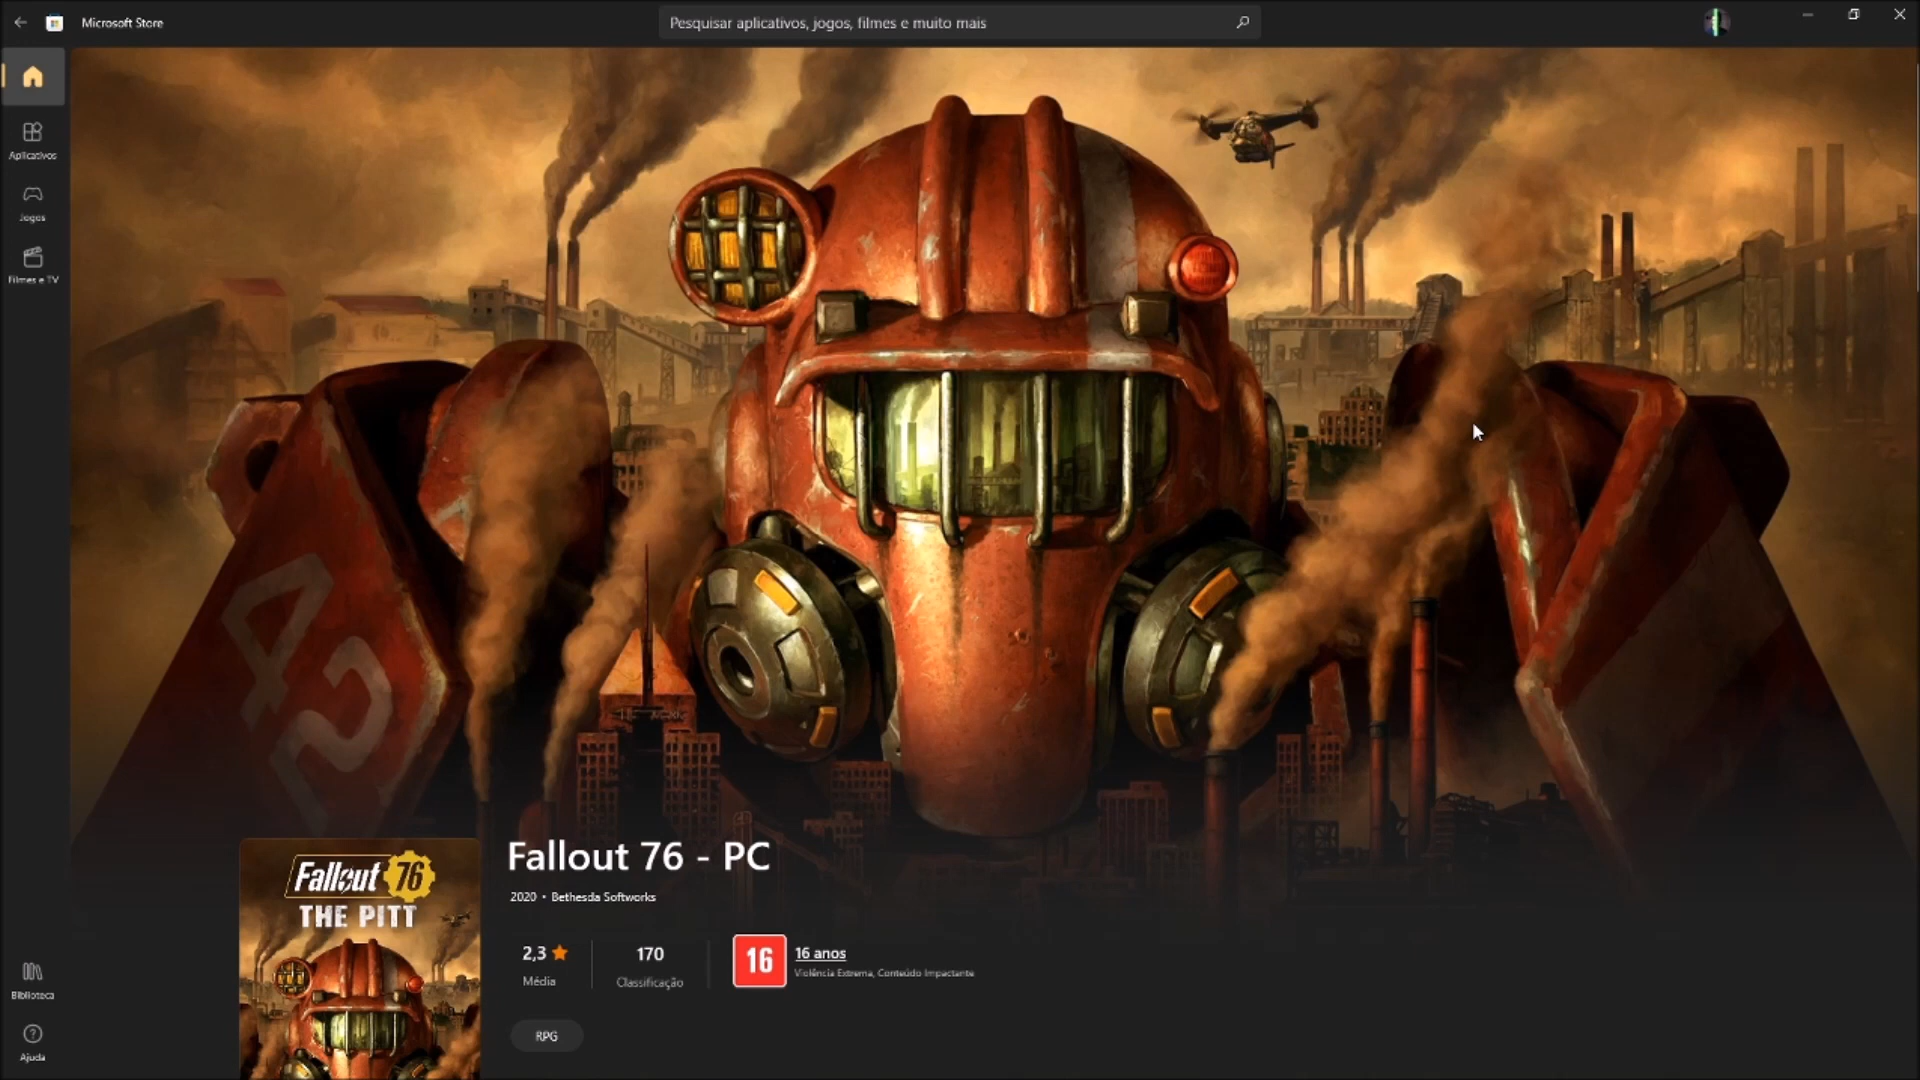 Microsoft Store
Pesquisar aplicativos, jogos, filmes e muito mais
Aplicativos
Jogos
Filmes e TV
Biblioteca
Ajuda
Fallout 76
THE PITT
Fallout 76 - PC
2020 • Bethesda Softworks
2,3
Média
170
Classificação
16
16 anos
Violência Extrema, Conteúdo Impactante
RPG